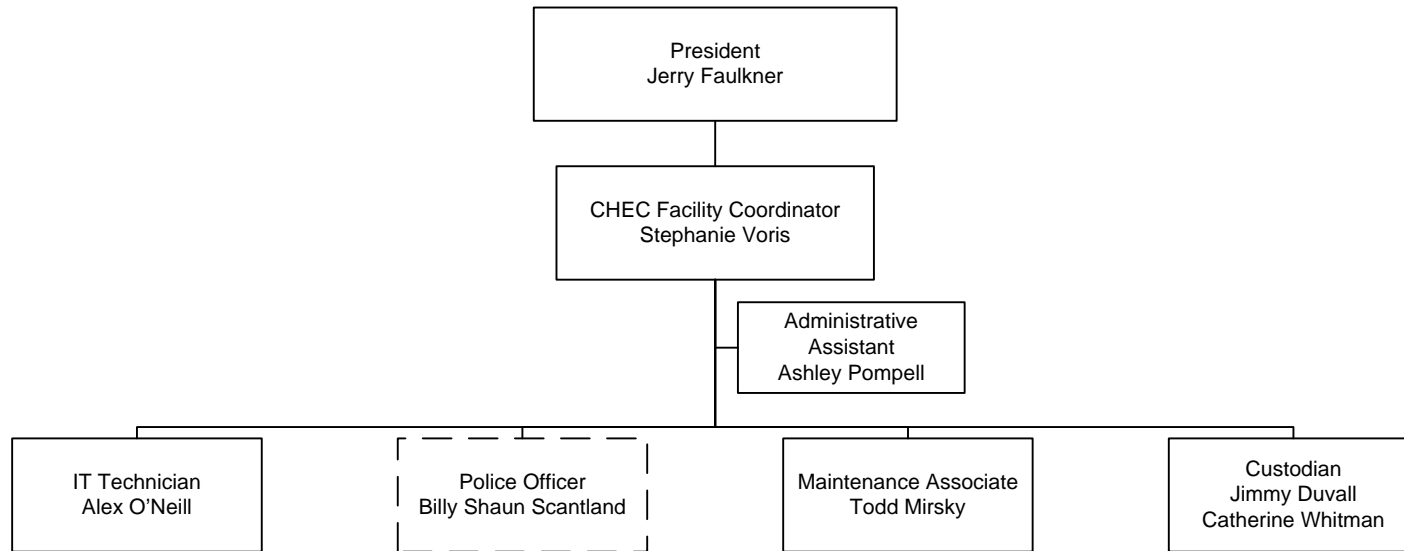 President
Jerry Faulkner
CHEC Facility Coordinator
Stephanie Voris
Administrative
Assistant
Ashley Pompell
IT Technician
Alex O’Neill
Police Officer
Billy Shaun Scantland
Maintenance Associate
Todd Mirsky
Custodian
Jimmy Duvall
Catherine Whitman